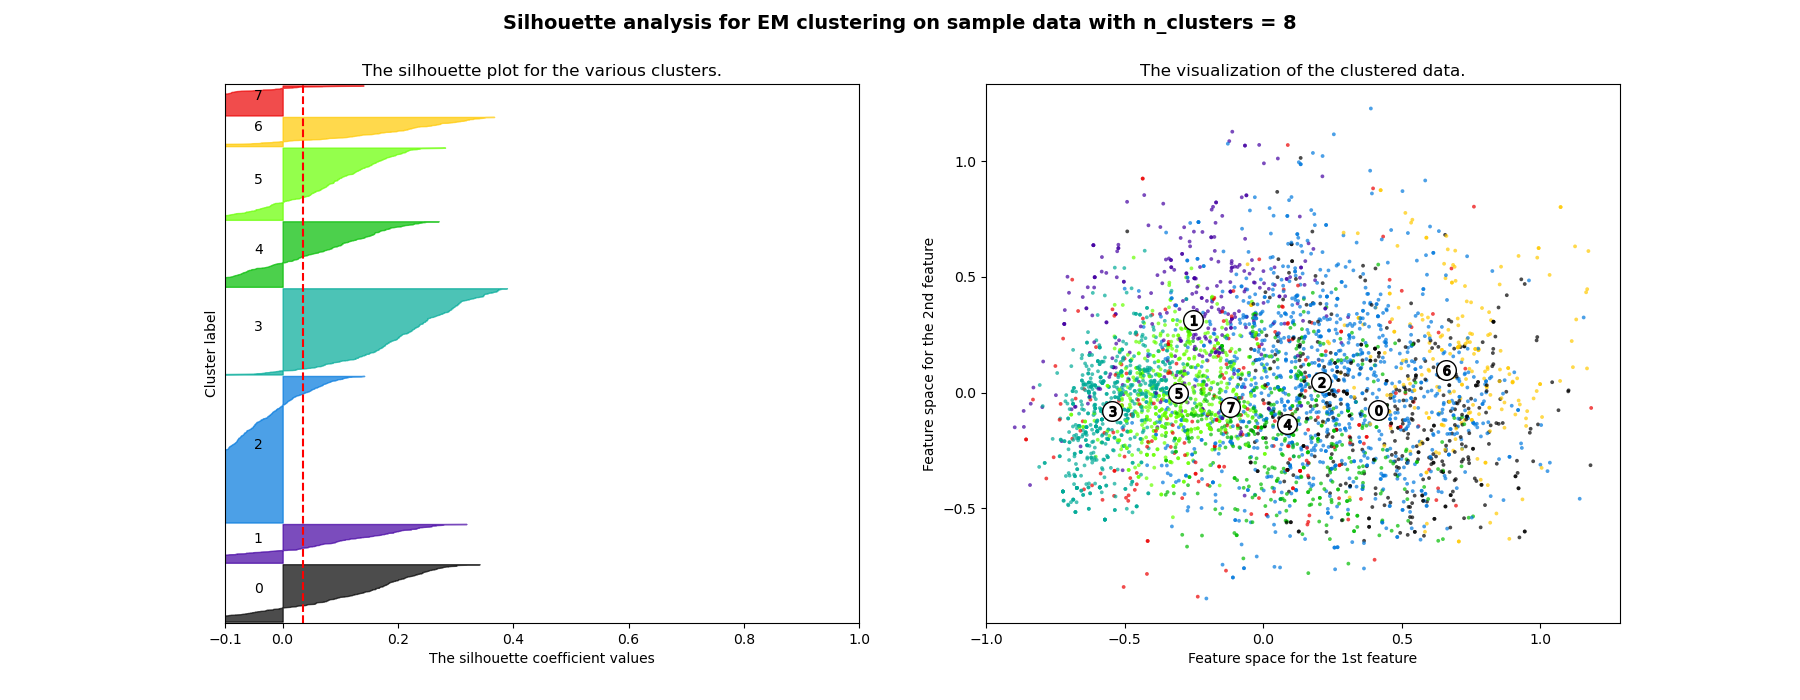 Silhouette analysis for EM clustering on sample data with n_clusters = 8
The silhouette plot for the various clusters.
7
6
5
4
3
2
1
0
Cluster label
−0.1 0.0 0.2 0.4 0.6 0.8 1.0
The silhouette coefficient values
The visualization of the clustered data.
1.0
0.5
0.0
−0.5
Feature space for the 2nd feature
1
6
2
5
7
0
3
4
−1.0 −0.5 0.0 0.5 1.0
Feature space for the 1st feature